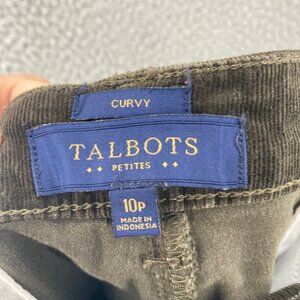 CURVY
TALBOTS
PETITES
10P
MADE IN
INDONESIA